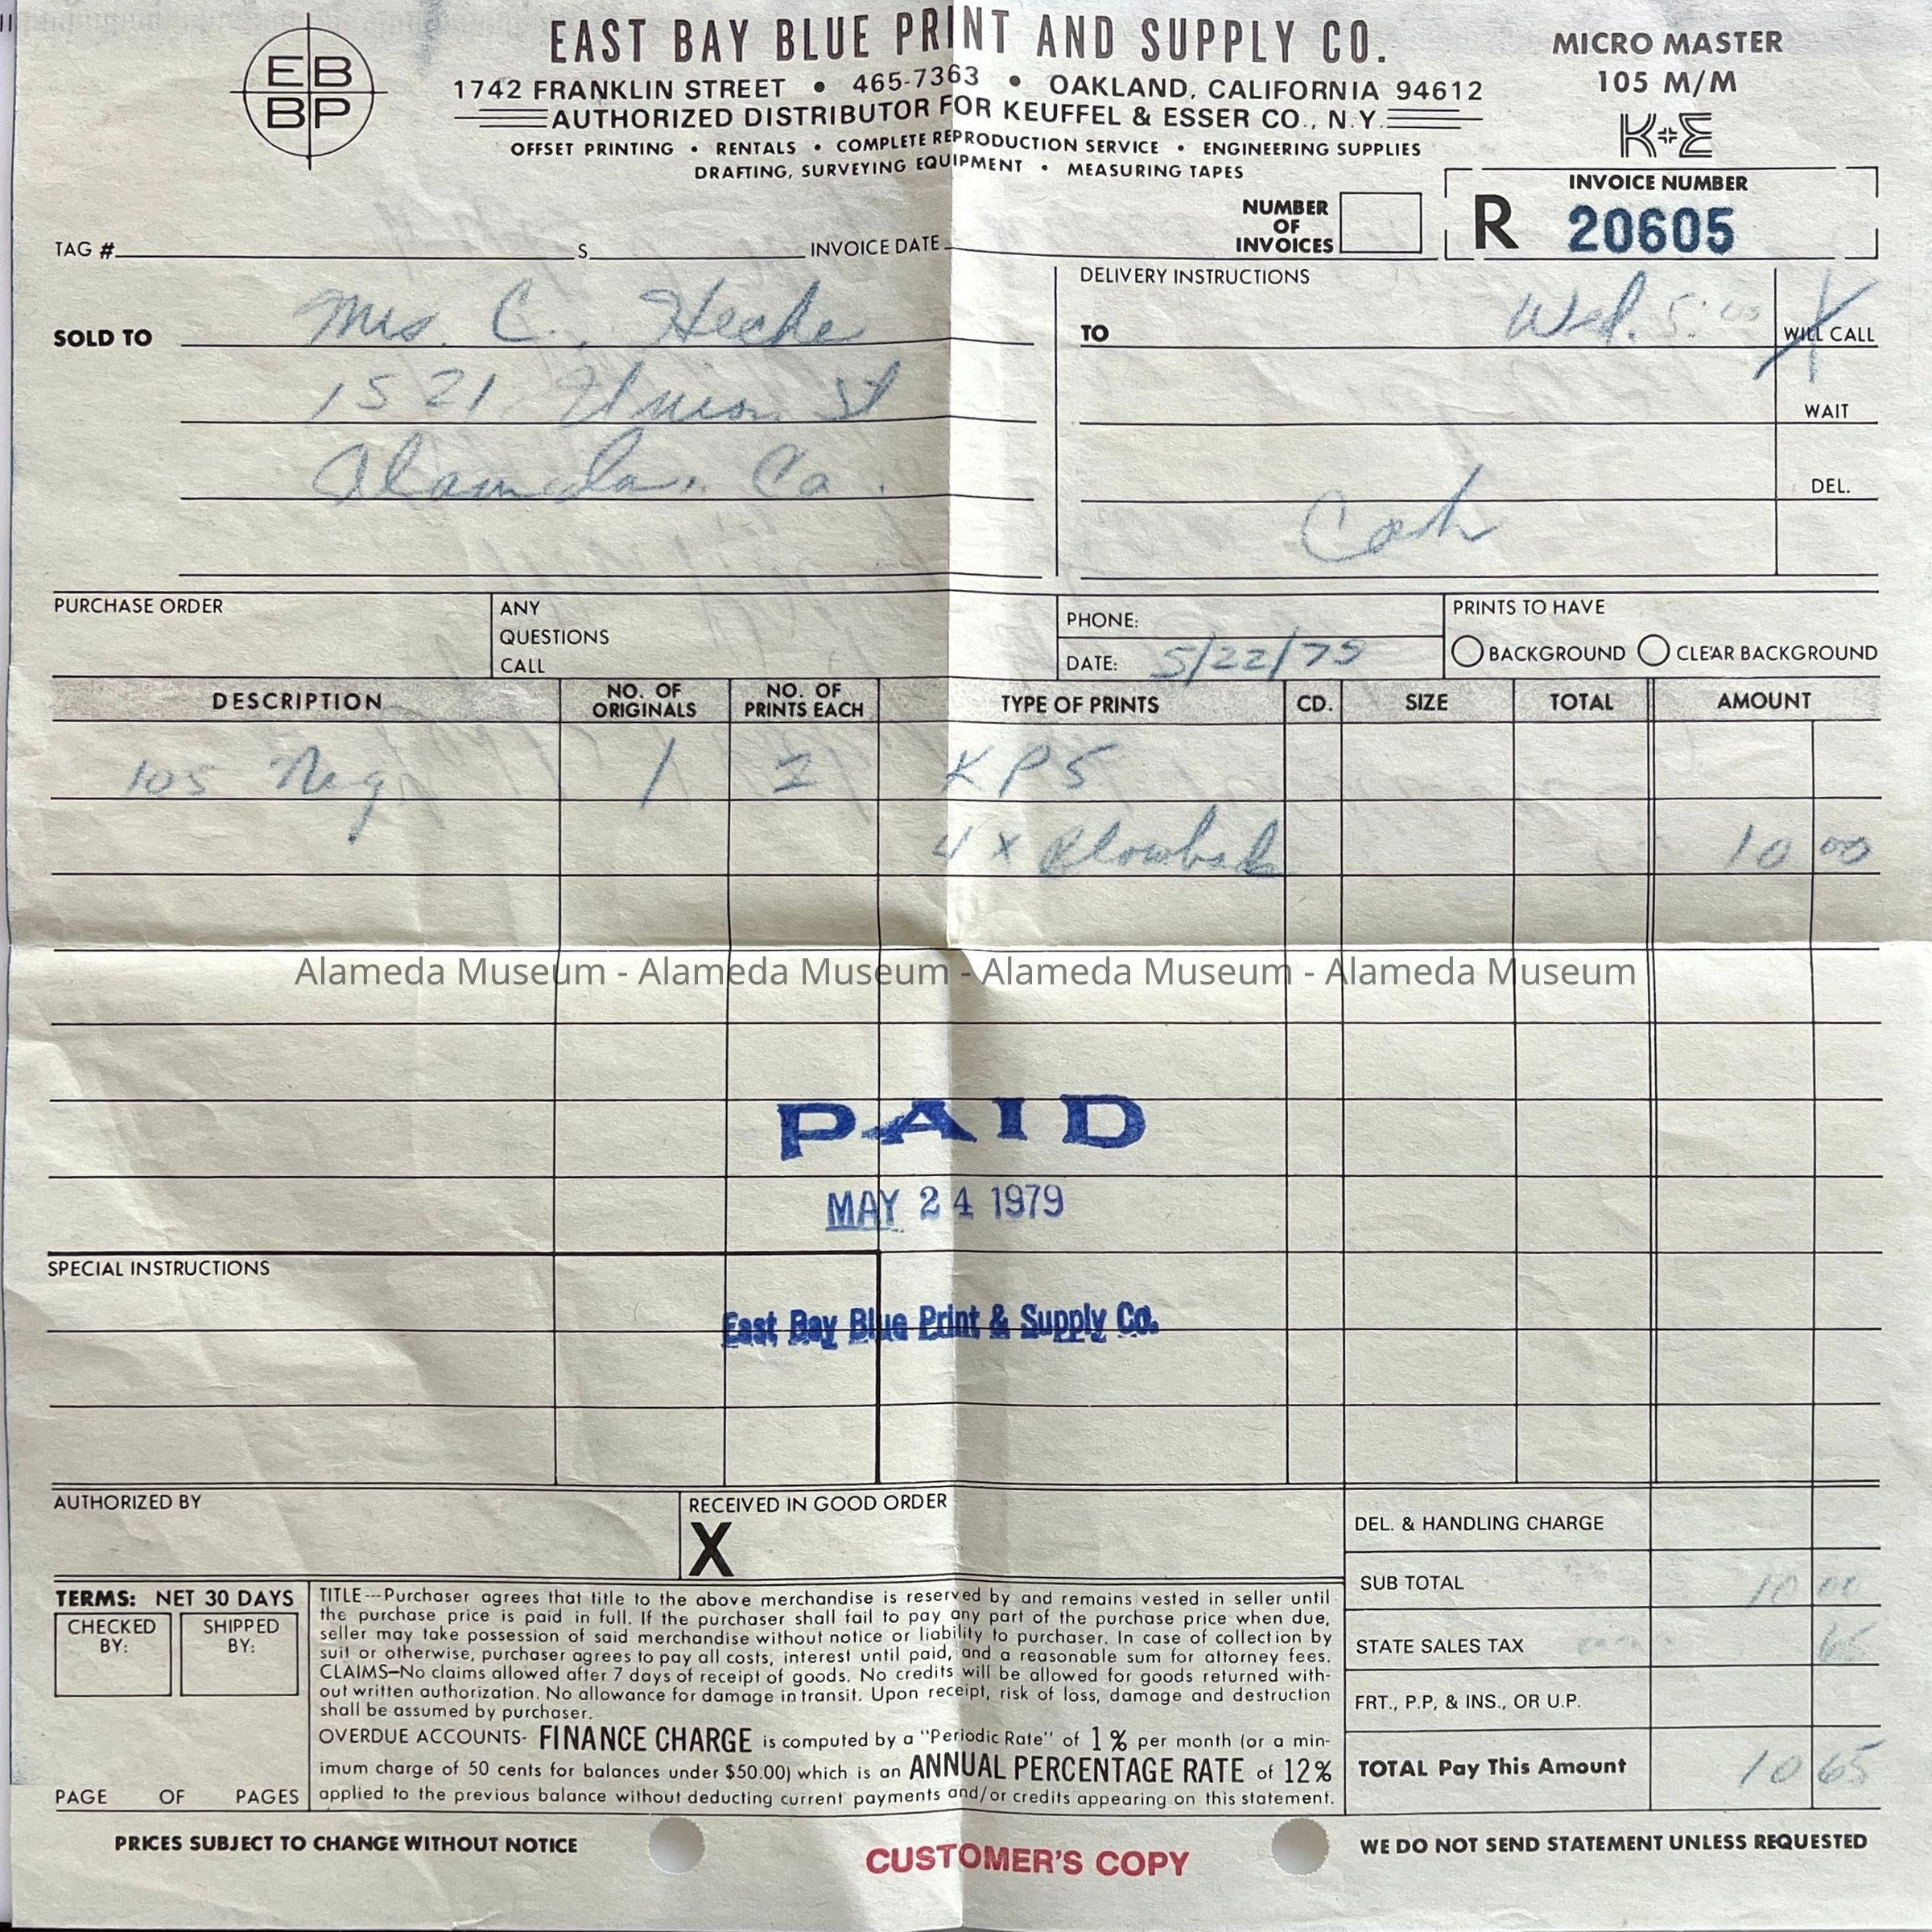 EAST BAY BLUE PRINT AND SUPPLY CO.
EB
BP
1742 FRANKLIN STREET • 465-7363 • OAKLAND, CALIFORNIA 94612
AUTHORIZED DISTRIBUTOR FOR KEUFFEL & ESSER CO., N.Y.
OFFSET PRINTING • RENTALS • COMPLETE REPRODUCTION SERVICE • ENGINEERING SUPPLIES
DRAFTING, SURVEYING EQUIPMENT • MEASURING TAPES
MICRO MASTER
105 M/M
K+E
NUMBER
OF
INVOICES
INVOICE NUMBER
R 20605
TAG # S INVOICE DATE
SOLD TO Mrs. C. Heche
1521 Union St
Alameda, Ca.
DELIVERY INSTRUCTIONS
TO Wed. 5:00 WILL CALL
WAIT
DEL.
Cash
PURCHASE ORDER
ANY
QUESTIONS
CALL
PHONE:
DATE: 5/22/79
PRINTS TO HAVE
BACKGROUND CLEAR BACKGROUND
DESCRIPTION NO. OF ORIGINALS NO. OF PRINTS EACH TYPE OF PRINTS CD. SIZE TOTAL AMOUNT
105 Neg 1 KP5
4 x Blowback 10 00
Alameda Museum - Alameda Museum - Alameda Museum - Alameda Museum
PAID
MAY 24 1979
SPECIAL INSTRUCTIONS
East Bay Blue Print & Supply Co.
AUTHORIZED BY
RECEIVED IN GOOD ORDER
X
DEL. & HANDLING CHARGE
SUB TOTAL 10 00
STATE SALES TAX 65
FRT., P.P, & INS., OR U.P.
TOTAL Pay This Amount 10 65
TERMS: NET 30 DAYS
CHECKED BY:
SHIPPED BY:
PAGE OF PAGES
TITLE---Purchaser agrees that title to the above merchandise is reserved by and remains vested in seller until
the purchase price is paid in full. If the purchaser shall fail to pay any part of the purchase price when due,
seller may take possession of said merchandise without notice or liability to purchaser. In case of collection by
suit or otherwise, purchaser agrees to pay all costs, interest until paid, and a reasonable sum for attorney fees.
CLAIMS—No claims allowed after 7 days of receipt of goods. No credits will be allowed for goods returned with-
out written authorization. No allowance for damage in transit. Upon receipt, risk of loss, damage and destruction
shall be assumed by purchaser.
OVERDUE ACCOUNTS- FINANCE CHARGE is computed by a "Periodic Rate" of 1% per month (or a min-
imum charge of 50 cents for balances under $50.00) which is an ANNUAL PERCENTAGE RATE of 12%
applied to the previous balance without deducting current payments and/or credits appearing on this statement.
PRICES SUBJECT TO CHANGE WITHOUT NOTICE
CUSTOMER'S COPY
WE DO NOT SEND STATEMENT UNLESS REQUESTED